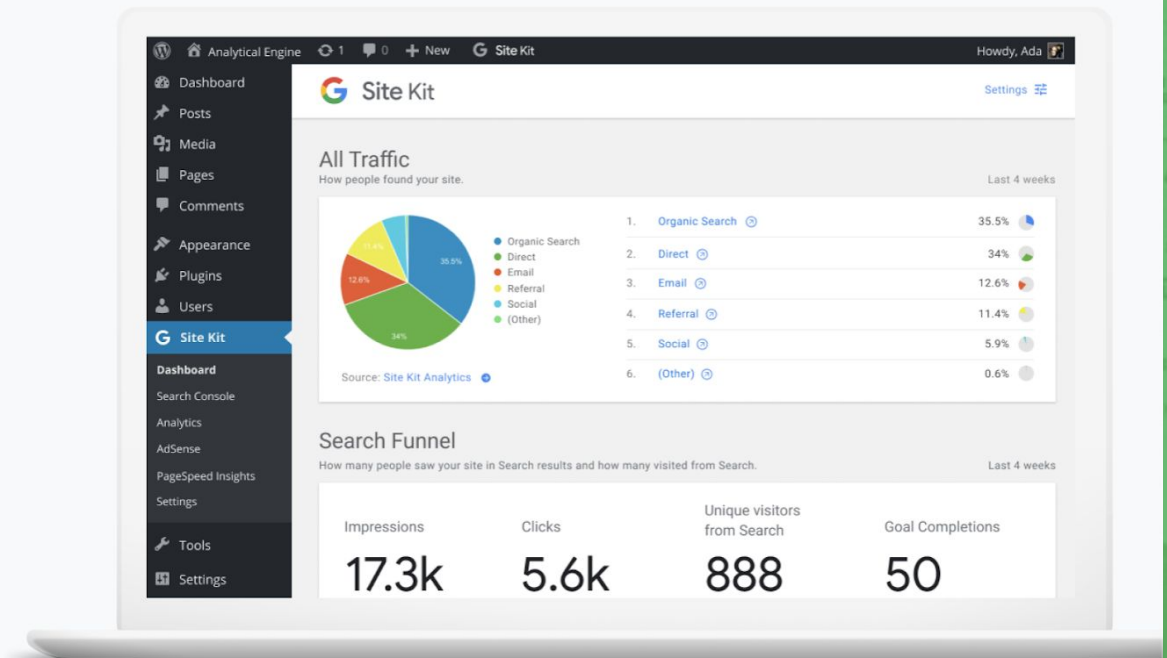 Analytical Engine 1 0 New G Site Kit Howdy, Ada
Dashboard
Posts
Media
Pages
Comments
Appearance
Plugins
Users
G Site Kit
Dashboard
Search Console
Analytics
AdSense
PageSpeed Insights
Settings
Tools
Settings
G Site Kit Settings
All Traffic
How people found your site. Last 4 weeks
35.5%
34%
12.6%
11.4%
Organic Search
Direct
Email
Referral
Social
(Other)
Source: Site Kit Analytics
1. Organic Search 35.5%
2. Direct 34%
3. Email 12.6%
4. Referral 11.4%
5. Social 5.9%
6. (Other) 0.6%
Search Funnel
How many people saw your site in Search results and how many visited from Search. Last 4 weeks
Impressions
17.3k
Clicks
5.6k
Unique visitors
from Search
888
Goal Completions
50